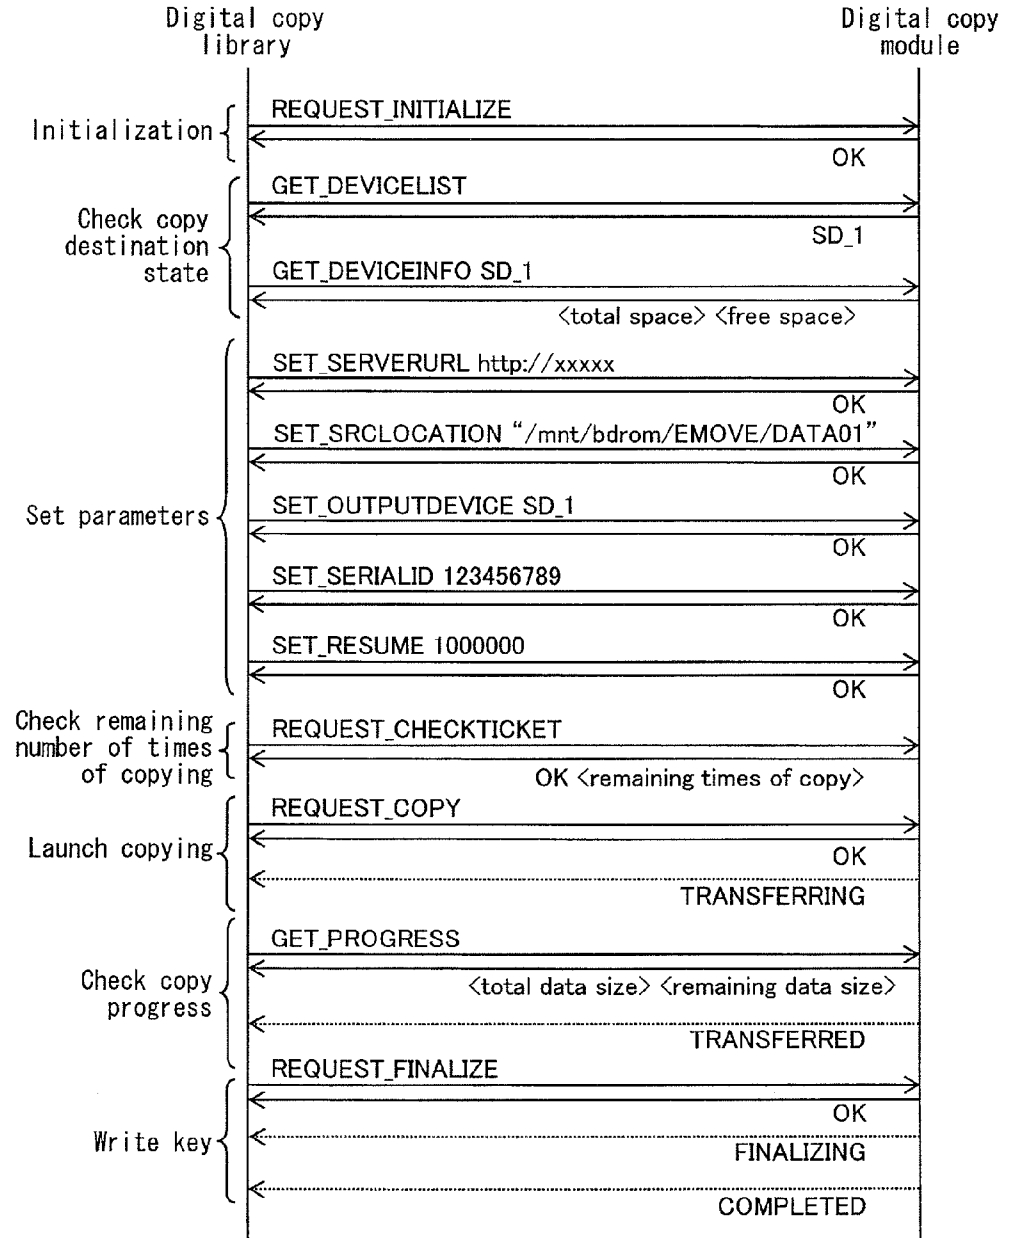 Digital copy
library
Digital copy
module
Initialization
REQUEST_INITIALIZE
OK
Check copy
destination
state
GET_DEVICELIST
SD_1
GET_DEVICEINFO SD_1
<total space> <free space>
Set parameters
SET_SERVERURL http://xxxxx
OK
SET_SRCLOCATION “/mnt/bdrom/EMOVE/DATA01”
OK
SET_OUTPUTDEVICE SD_1
OK
SET_SERIALID 123456789
OK
SET_RESUME 1000000
OK
Check remaining
number of times
of copying
REQUEST_CHECKTICKET
OK <remaining times of copy>
Launch copying
REQUEST_COPY
OK
TRANSFERRING
Check copy
progress
GET_PROGRESS
<total data size> <remaining data size>
TRANSFERRED
Write key
REQUEST_FINALIZE
OK
FINALIZING
COMPLETED